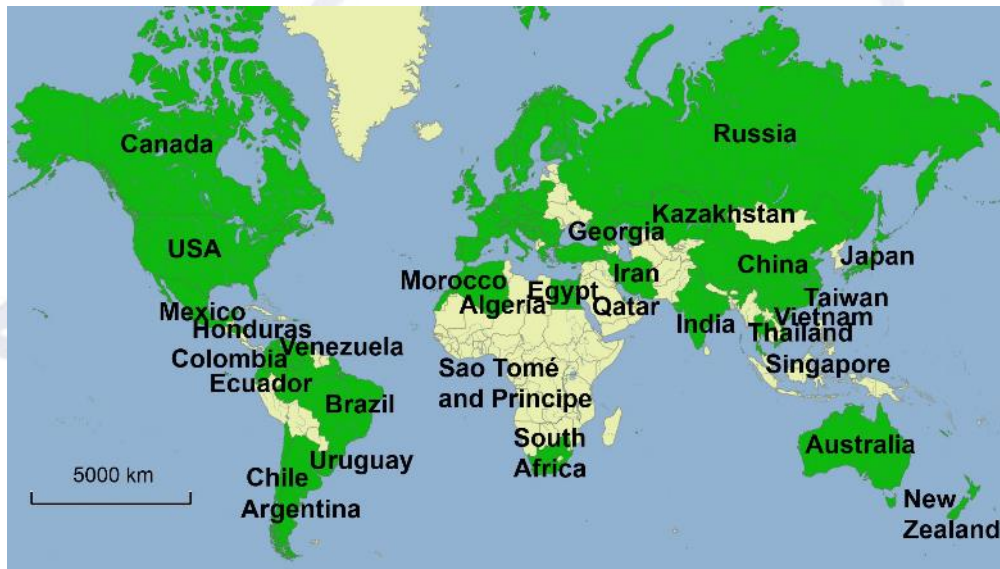 Canada
Russia
USA
Kazakhstan
Georgia
China
Japan
Iran
Morocco
Algeria
Egypt
Qatar
India
Taiwan
Vietnam
Thailand
Singapore
Mexico
Honduras
Colombia
Venezuela
Ecuador
Sao Tomé
and Principe
Brazil
South
Africa
Uruguay
Chile
Argentina
Australia
New
Zealand
5000 km